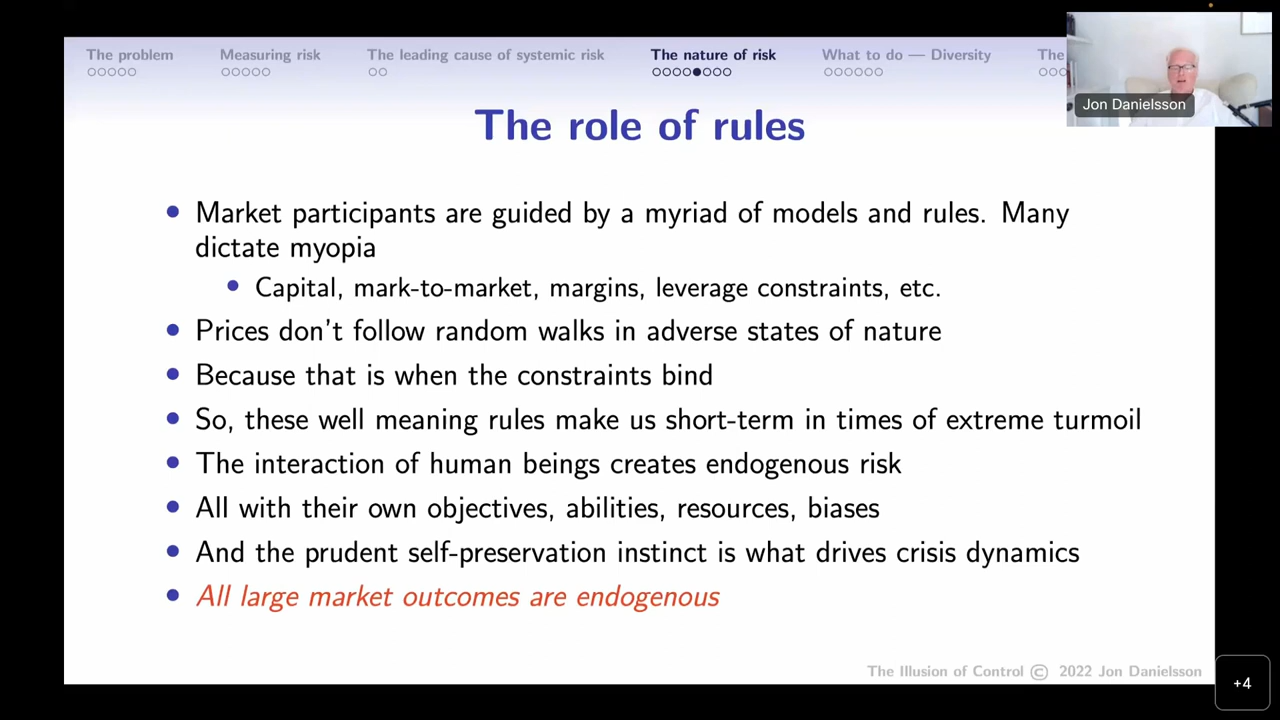 The problem
Measuring risk
The leading cause of systemic risk
The nature of risk
What to do — Diversity
The
Jon Danielsson
The role of rules
• Market participants are guided by a myriad of models and rules. Many
dictate myopia
• Capital, mark-to-market, margins, leverage constraints, etc.
• Prices don't follow random walks in adverse states of nature
• Because that is when the constraints bind
• So, these well meaning rules make us short-term in times of extreme turmoil
• The interaction of human beings creates endogenous risk
• All with their own objectives, abilities, resources, biases
• And the prudent self-preservation instinct is what drives crisis dynamics
• All large market outcomes are endogenous
The Illusion of Control © 2022 Jon Danielsson
+4